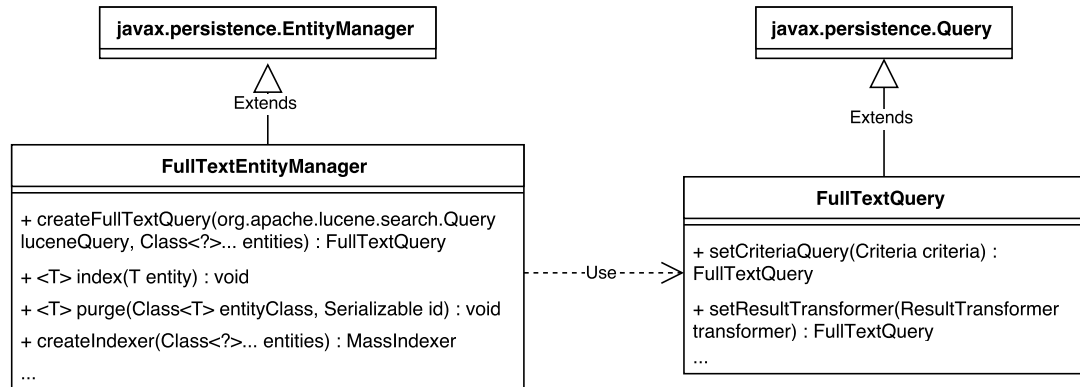 javax.persistence.EntityManager
Extends
FullTextEntityManager
+ createFullTextQuery(org.apache.lucene.search.Query
luceneQuery, Class<?>... entities) : FullTextQuery
+ <T> index(T entity) : void
+ <T> purge(Class<T> entityClass, Serializable id) : void
+ createIndexer(Class<?>... entities) : MassIndexer
...
Use
javax.persistence.Query
Extends
FullTextQuery
+ setCriteriaQuery(Criteria criteria) :
FullTextQuery
+ setResultTransformer(ResultTransformer
transformer) : FullTextQuery
...